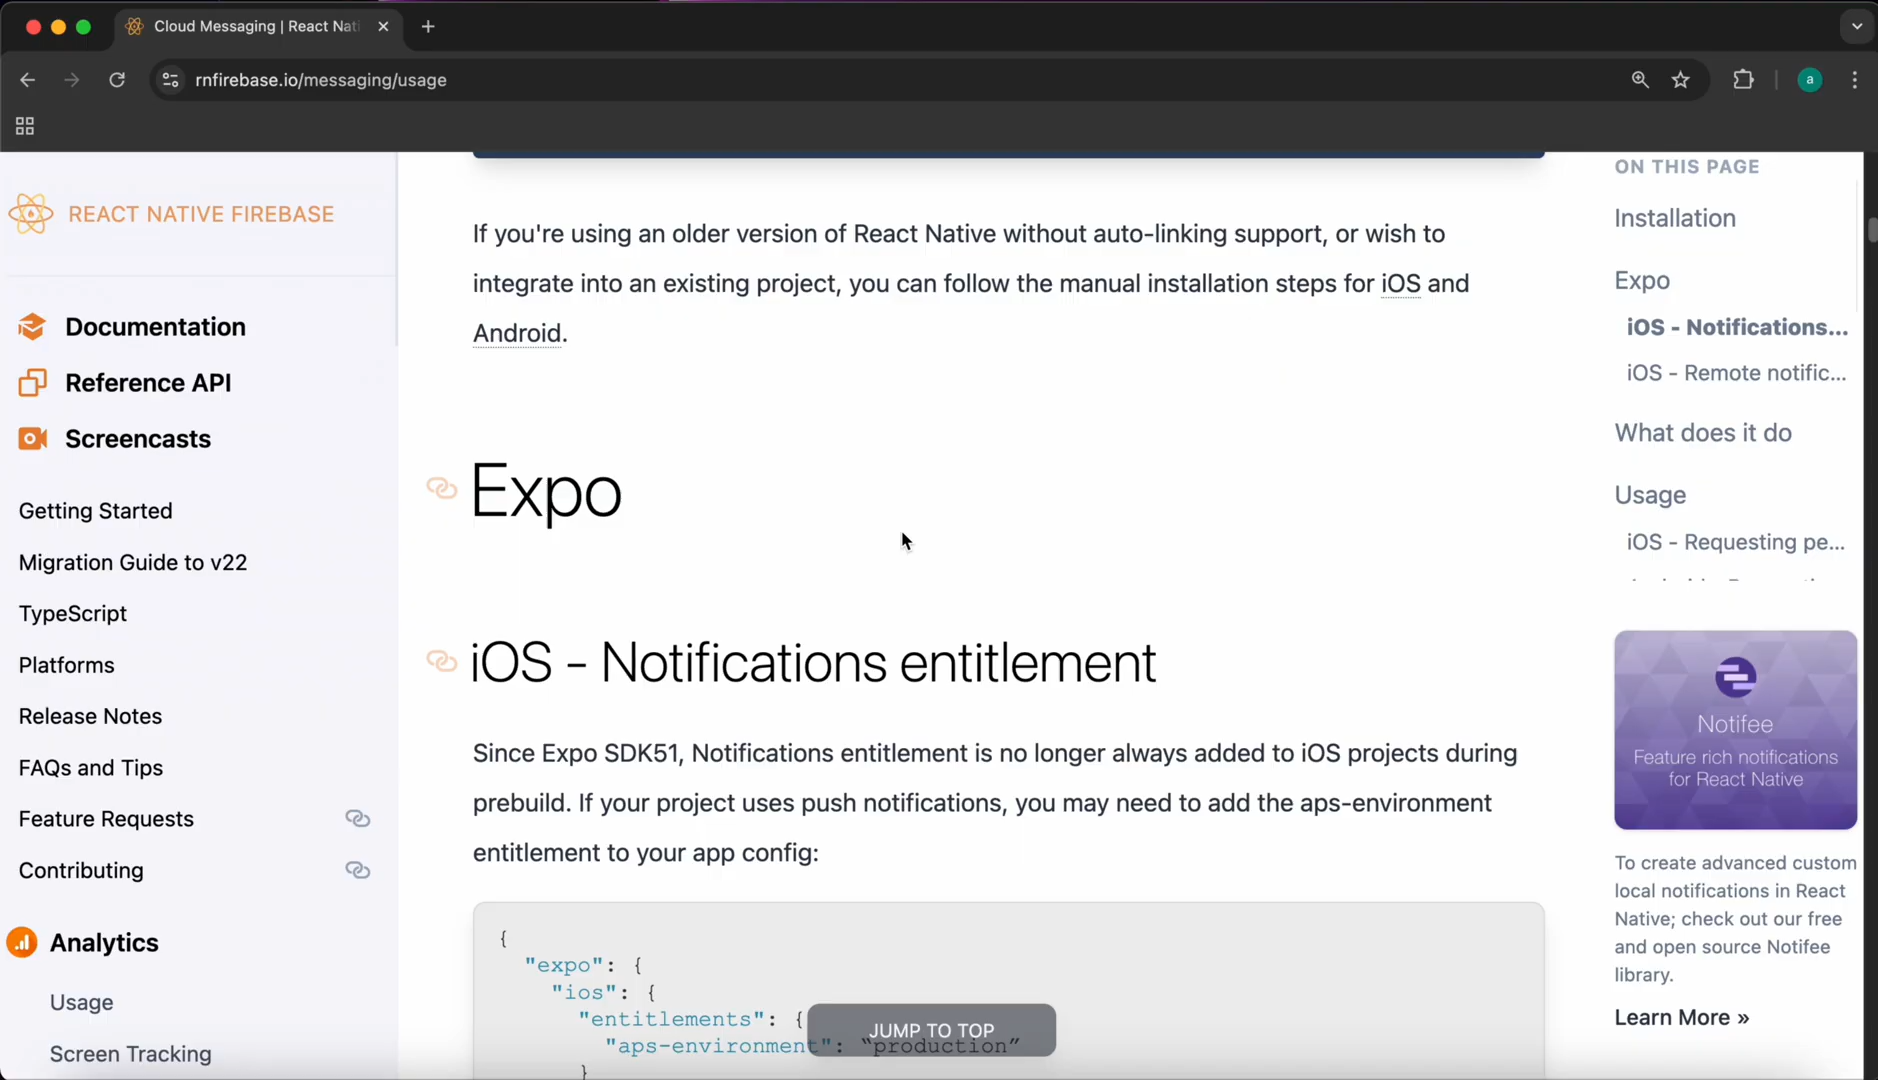 Cloud Messaging | React Nati
rnfirebase.io/messaging/usage
a
REACT NATIVE FIREBASE
Documentation
Reference API
Screencasts
Getting Started
Migration Guide to v22
TypeScript
Platforms
Release Notes
FAQs and Tips
Feature Requests
Contributing
Analytics
Usage
Screen Tracking
If you're using an older version of React Native without auto-linking support, or wish to
integrate into an existing project, you can follow the manual installation steps for iOS and
Android.
Expo
iOS - Notifications entitlement
Since Expo SDK51, Notifications entitlement is no longer always added to iOS projects during
prebuild. If your project uses push notifications, you may need to add the aps-environment
entitlement to your app config:
{
"expo": {
"ios": {
"entitlements": {
"aps-environment": “production”
}
JUMP TO TOP
ON THIS PAGE
Installation
Expo
iOS - Notifications...
iOS - Remote notific...
What does it do
Usage
iOS - Requesting pe...
Notifee
Feature rich notifications
for React Native
To create advanced custom
local notifications in React
Native; check out our free
and open source Notifee
library.
Learn More »